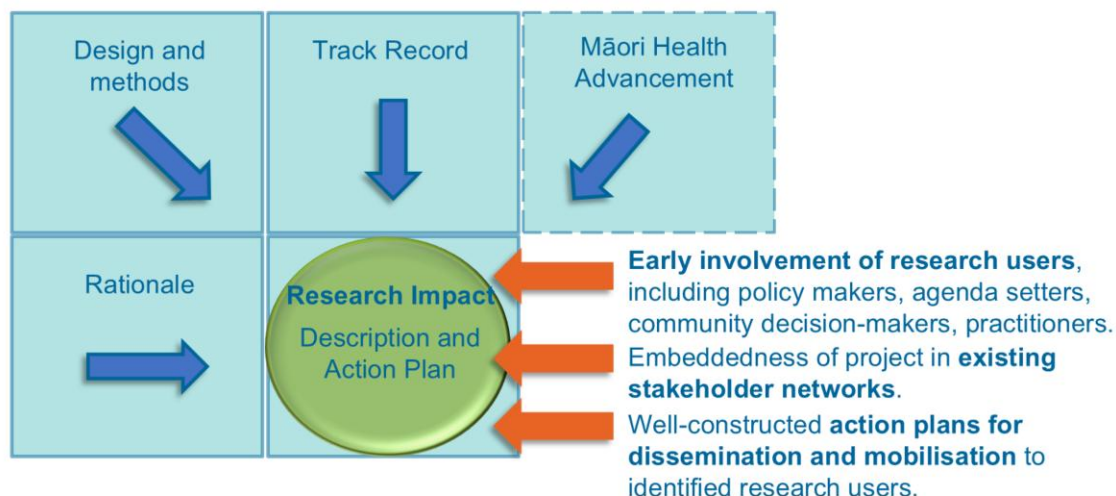 Design and
methods
Track Record
Māori Health
Advancement
Rationale
Research Impact
Description and
Action Plan
Early involvement of research users,
including policy makers, agenda setters,
community decision-makers, practitioners.
Embeddedness of project in existing
stakeholder networks.
Well-constructed action plans for
dissemination and mobilisation to
identified research users.